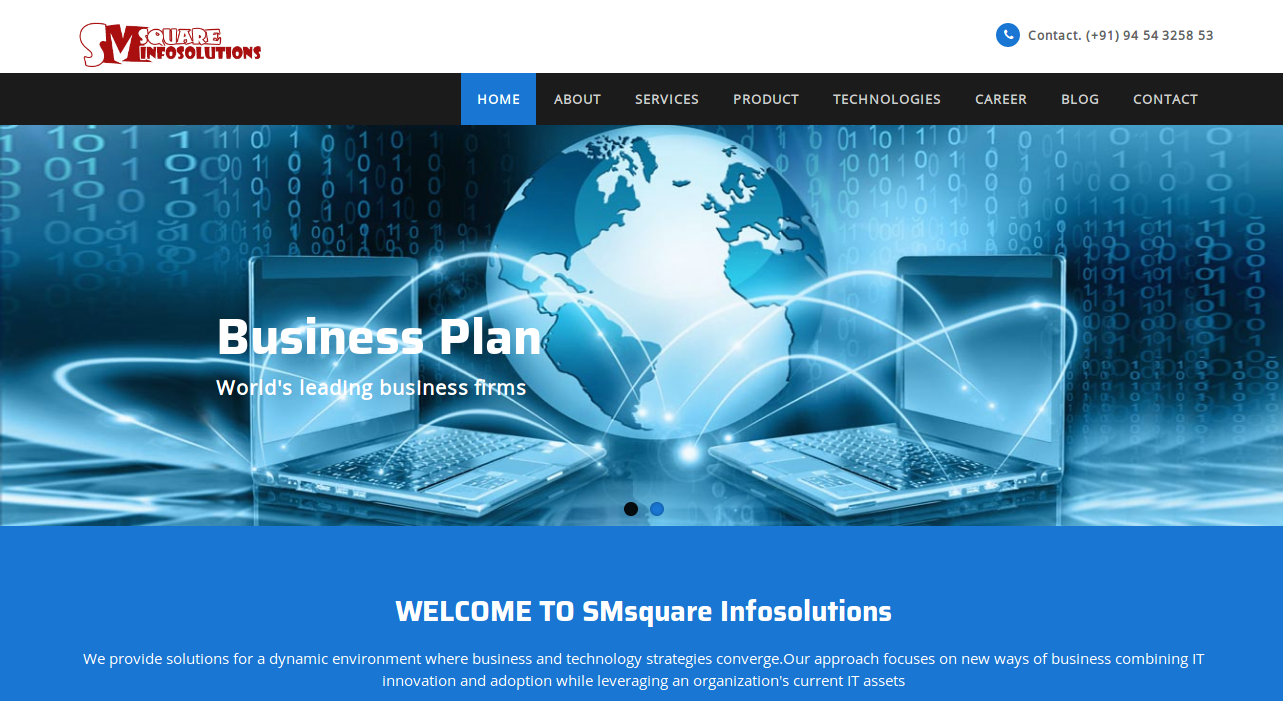 SMSQUARE
INFOSOLUTIONS
Contact. (+91) 94 54 3258 53
HOME ABOUT SERVICES PRODUCT TECHNOLOGIES CAREER BLOG CONTACT
Business Plan
World's leading business firms
WELCOME TO SMsquare Infosolutions
We provide solutions for a dynamic environment where business and technology strategies converge.Our approach focuses on new ways of business combining IT
innovation and adoption while leveraging an organization's current IT assets